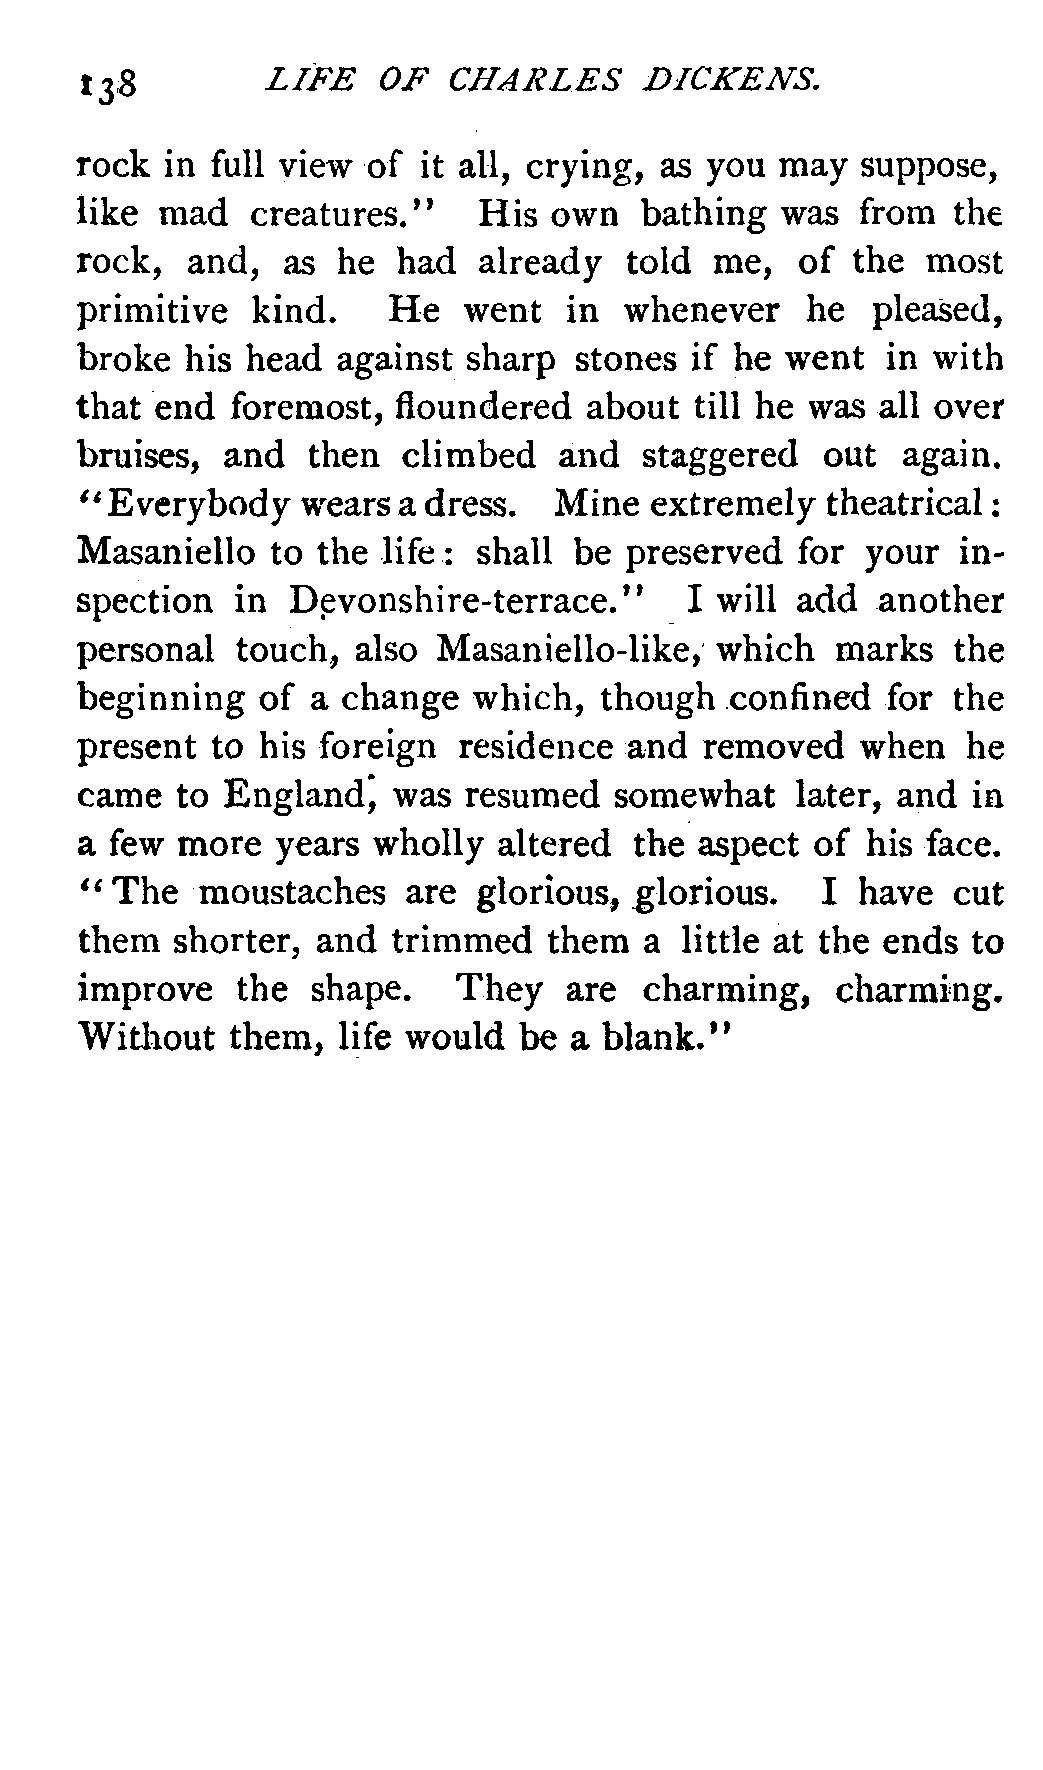 138 LIFE OF CHARLES DICKENS.
rock in full view of it all, crying, as you may suppose,
like mad creatures." His own bathing was from the
rock, and, as he had already told me, of the most
primitive kind. He went in whenever he pleased,
broke his head against sharp stones if he went in with
that end foremost, floundered about till he was all over
bruises, and then climbed and staggered out again.
"Everybody wears a dress. Mine extremely theatrical:
Masaniello to the life: shall be preserved for your in-
spection in Devonshire-terrace." I will add another
personal touch, also Masaniello-like, which marks the
beginning of a change which, though confined for the
present to his foreign residence and removed when he
came to England, was resumed somewhat later, and in
a few more years wholly altered the aspect of his face.
"The moustaches are glorious, glorious. I have cut
them shorter, and trimmed them a little at the ends to
improve the shape. They are charming, charming.
Without them, life would be a blank."